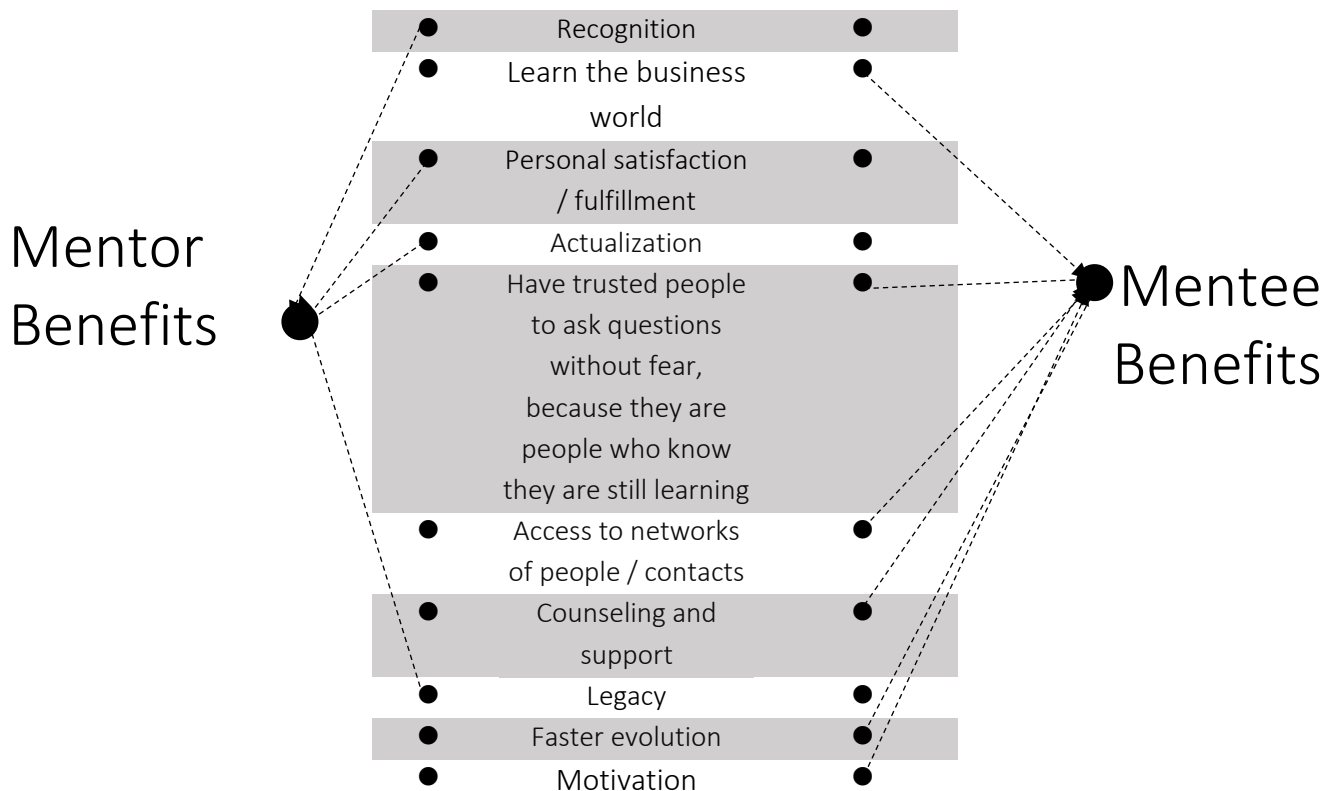 Mentor
Benefits
Recognition
Learn the business
world
Personal satisfaction
/ fulfillment
Actualization
Have trusted people
to ask questions
without fear,
because they are
people who know
they are still learning
Access to networks
of people / contacts
Counseling and
support
Legacy
Faster evolution
Motivation
Mentee
Benefits